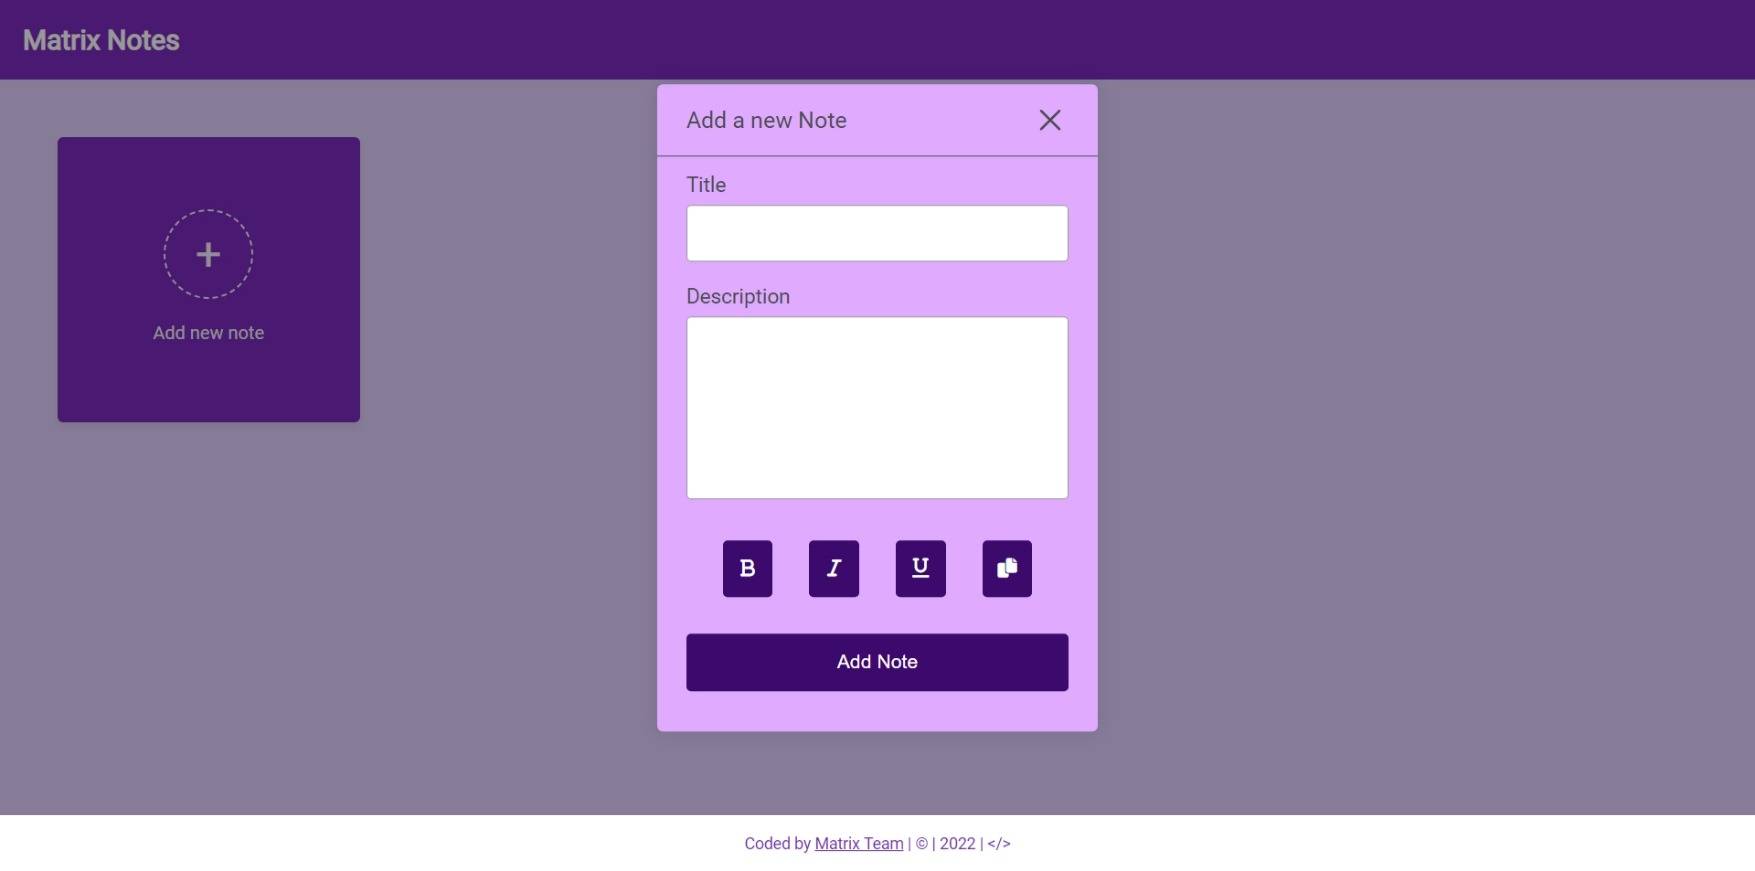 Matrix Notes
Add a new Note
Title
+
Add new note
Description
B I U
Add Note
Coded by Matrix Team | © | 2022 | </>